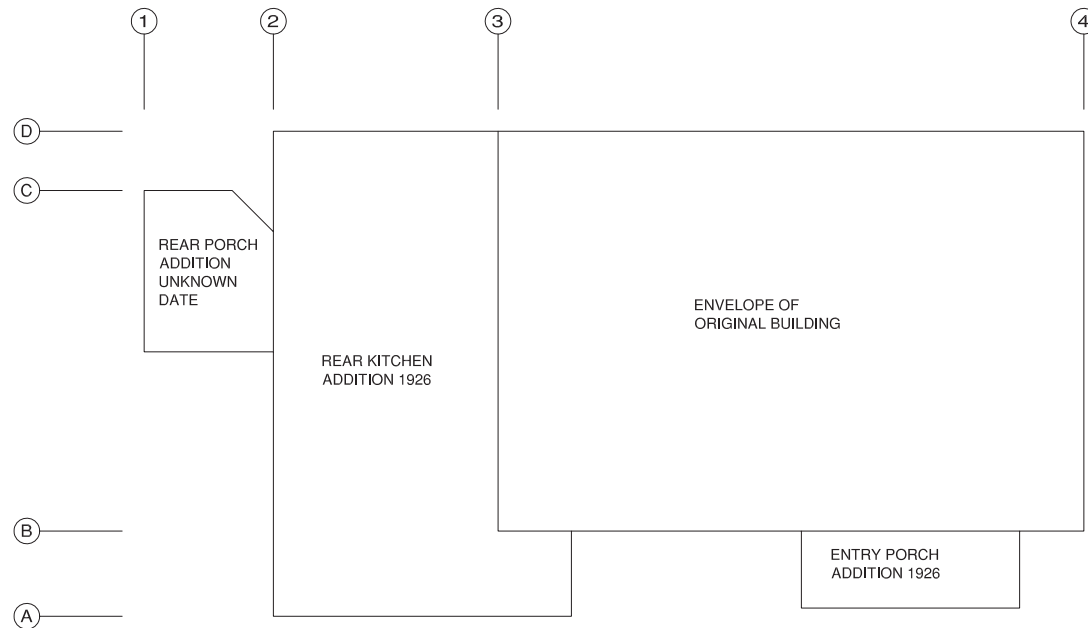 1 2 3 4
D
C
REAR PORCH
ADDITION
UNKNOWN
DATE
ENVELOPE OF
ORIGINAL BUILDING
REAR KITCHEN
ADDITION 1926
B
ENTRY PORCH
ADDITION 1926
A